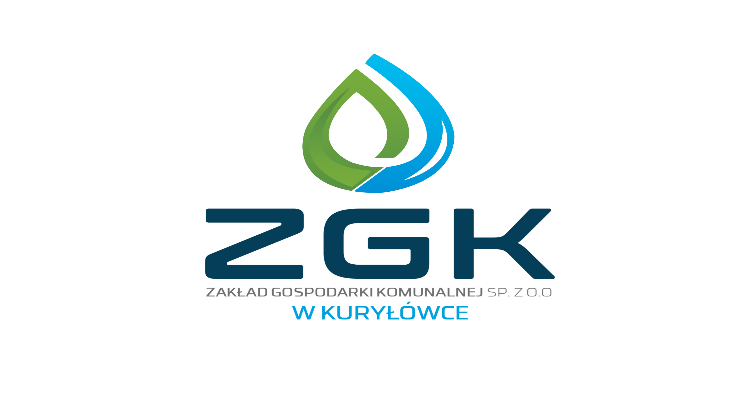 ZGK
ZAKŁAD GOSPODARKI KOMUNALNEJ SP. Z O.O
W KURYŁÓWCE